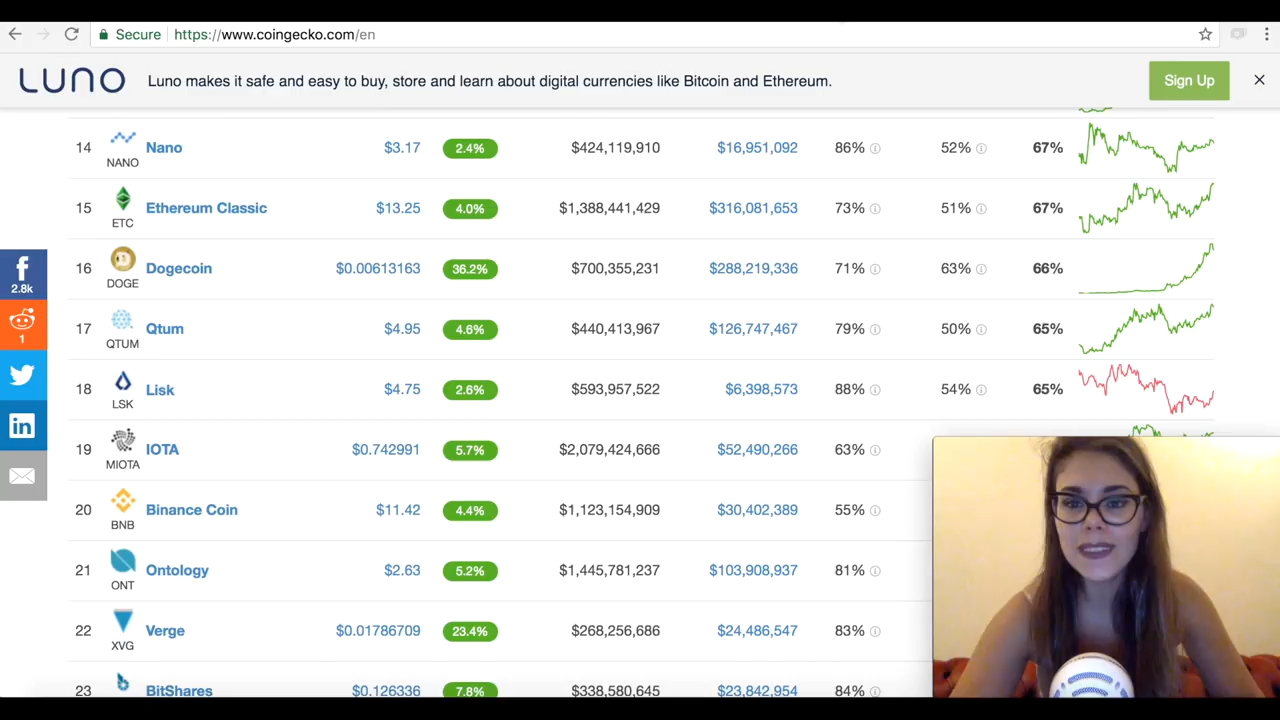 Secure https://www.coingecko.com/en
LUNO Luno makes it safe and easy to buy, store and learn about digital currencies like Bitcoin and Ethereum. Sign Up
14 NANO Nano $3.17 2.4% $424,119,910 $16,951,092 86% 52% 67%
15 ETC Ethereum Classic $13.25 4.0% $1,388,441,429 $316,081,653 73% 51% 67%
16 DOGE Dogecoin $0.00613163 36.2% $700,355,231 $288,219,336 71% 63% 66%
17 QTUM Qtum $4.95 4.6% $440,413,967 $126,747,467 79% 50% 65%
18 LSK Lisk $4.75 2.6% $593,957,522 $6,398,573 88% 54% 65%
19 MIOTA IOTA $0.742991 5.7% $2,079,424,666 $52,490,266 63%
20 BNB Binance Coin $11.42 4.4% $1,123,154,909 $30,402,389 55%
21 ONT Ontology $2.63 5.2% $1,445,781,237 $103,908,937 81%
22 XVG Verge $0.01786709 23.4% $268,256,686 $24,486,547 83%
23 BitShares $0.126336 7.8% $338,580,645 $23,842,954 84%
f
2.8k
1
in